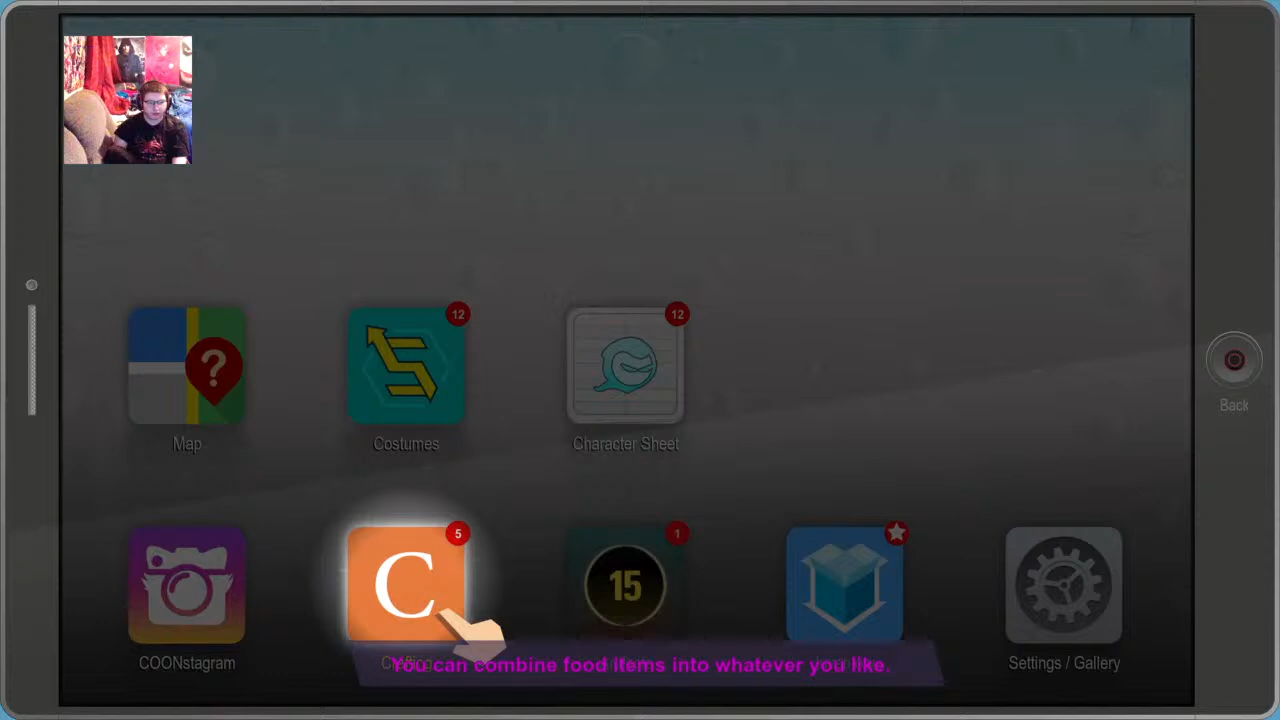 12
12
?
Back
Map
Costumes
Character Sheet
5
1
C
15
COONstagram
You can combine food items into whatever you like.
Settings / Gallery